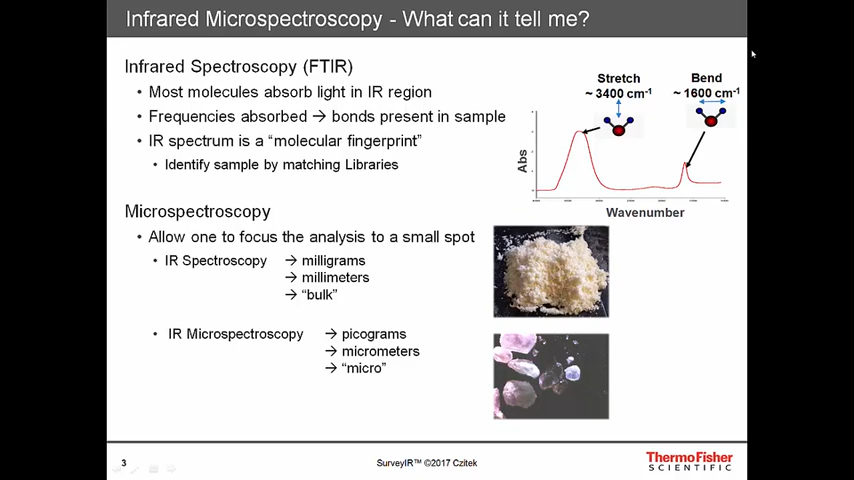 Infrared Microspectroscopy - What can it tell me?
Infrared Spectroscopy (FTIR)
• Most molecules absorb light in IR region
• Frequencies absorbed → bonds present in sample
• IR spectrum is a “molecular fingerprint”
• Identify sample by matching Libraries
Stretch
~ 3400 cm-1
Bend
~ 1600 cm-1
Abs
Wavenumber
Microspectroscopy
• Allow one to focus the analysis to a small spot
• IR Spectroscopy → milligrams
→ millimeters
→ “bulk”
• IR Microspectroscopy → picograms
→ micrometers
→ “micro”
3
SurveyIR™ ©2017 Czitek
ThermoFisher
SCIENTIFIC